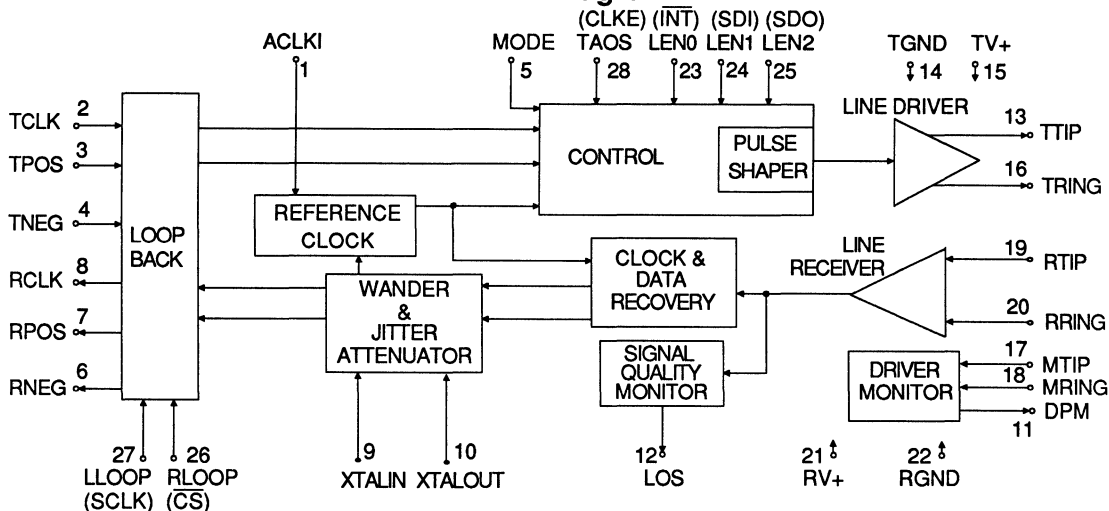 (CLKE) (INT) (SDI) (SDO)
ACLKI MODE TAOS LEN0 LEN1 LEN2 TGND TV+
1 5 28 23 24 25 14 15
LINE DRIVER
TCLK 2
TPOS 3
TNEG 4
RCLK 8
RPOS 7
RNEG 6
LOOP
BACK
CONTROL
PULSE
SHAPER
13 TTIP
16 TRING
REFERENCE
CLOCK
CLOCK &
DATA
RECOVERY
LINE
RECEIVER
19 RTIP
20 RRING
WANDER
&
JITTER
ATTENUATOR
SIGNAL
QUALITY
MONITOR
DRIVER
MONITOR
17 MTIP
18 MRING
DPM
11
27 26
LLOOP RLOOP
(SCLK) (CS)
9 10
XTALIN XTALOUT
12
LOS
21
RV+
22
RGND